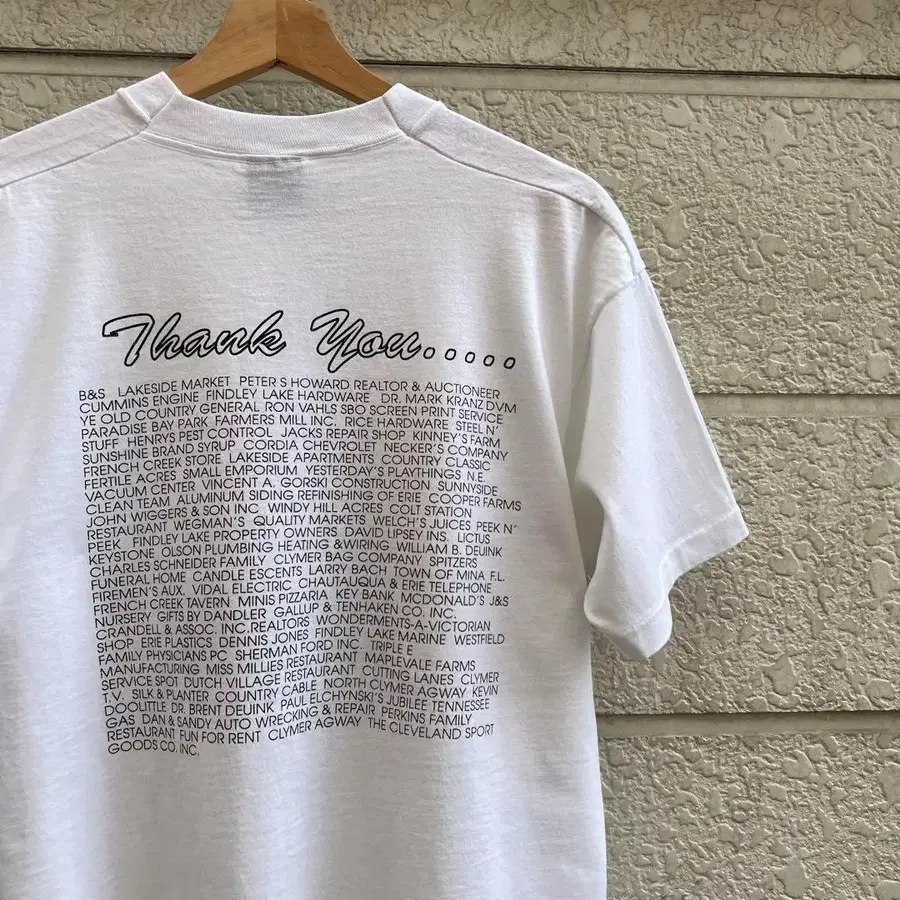 Thank You.....
B&S LAKESIDE MARKET PETER S HOWARD REALTOR & AUCTIONEER
CUMMINS ENGINE FINDLEY LAKE HARDWARE DR. MARK KRANZ DVM
YE OLD COUNTRY GENERAL RON VAHLS SBO SCREEN PRINT SERVICE
PARADISE BAY PARK FARMERS MILL INC. RICE HARDWARE STEEL N'
STUFF HENRYS PEST CONTROL JACKS REPAIR SHOP KINNEY'S FARM
SUNSHINE BRAND SYRUP CORDIA CHEVROLET NECKER'S COMPANY
FRENCH CREEK STORE LAKESIDE APARTMENTS COUNTRY CLASSIC
FERTILE ACRES SMALL EMPORIUM YESTERDAY'S PLAYTHINGS N.E.
VACUUM CENTER VINCENT A. GORSKI CONSTRUCTION SUNNYSIDE
CLEAN TEAM ALUMINUM SIDING REFINISHING OF ERIE COOPER FARMS
JOHN WIGGERS & SON INC WINDY HILL ACRES COLT STATION
RESTAURANT WEGMAN'S QUALITY MARKETS WELCH'S JUICES PEEK N'
PEEK FINDLEY LAKE PROPERTY OWNERS DAVID LIPSEY INS. LICTUS
KEYSTONE OLSON PLUMBING HEATING &WIRING WILLIAM B. DEUINK
CHARLES SCHNEIDER FAMILY CLYMER BAG COMPANY SPITZERS
FUNERAL HOME CANDLE ESCENTS LARRY BACH TOWN OF MINA F.L.
FIREMEN'S AUX. VIDAL ELECTRIC CHAUTAUQUA & ERIE TELEPHONE
FRENCH CREEK TAVERN MINIS PIZZARIA KEY BANK MCDONALD'S J&S
NURSERY GIFTS BY DANDLER GALLUP & TENHAKEN CO. INC.
CRANDELL & ASSOC. INC.REALTORS WONDERMENTS-A-VICTORIAN
SHOP ERIE PLASTICS DENNIS JONES FINDLEY LAKE MARINE WESTFIELD
FAMILY PHYSICIANS PC SHERMAN FORD INC. TRIPLE E
MANUFACTURING MISS MILLIES RESTAURANT MAPLEVALE FARMS
SERVICE SPOT DUTCH VILLAGE RESTAURANT CUTTING LANES CLYMER
T.V. SILK & PLANTER COUNTRY CABLE NORTH CLYMER AGWAY KEVIN
DOOLITTLE DR. BRENT DEUINK PAUL ELCHYNSKI'S JUBILEE TENNESSEE
GAS DAN & SANDY AUTO WRECKING & REPAIR PERKINS FAMILY
RESTAURANT FUN FOR RENT CLYMER AGWAY THE CLEVELAND SPORT
GOODS CO. INC.